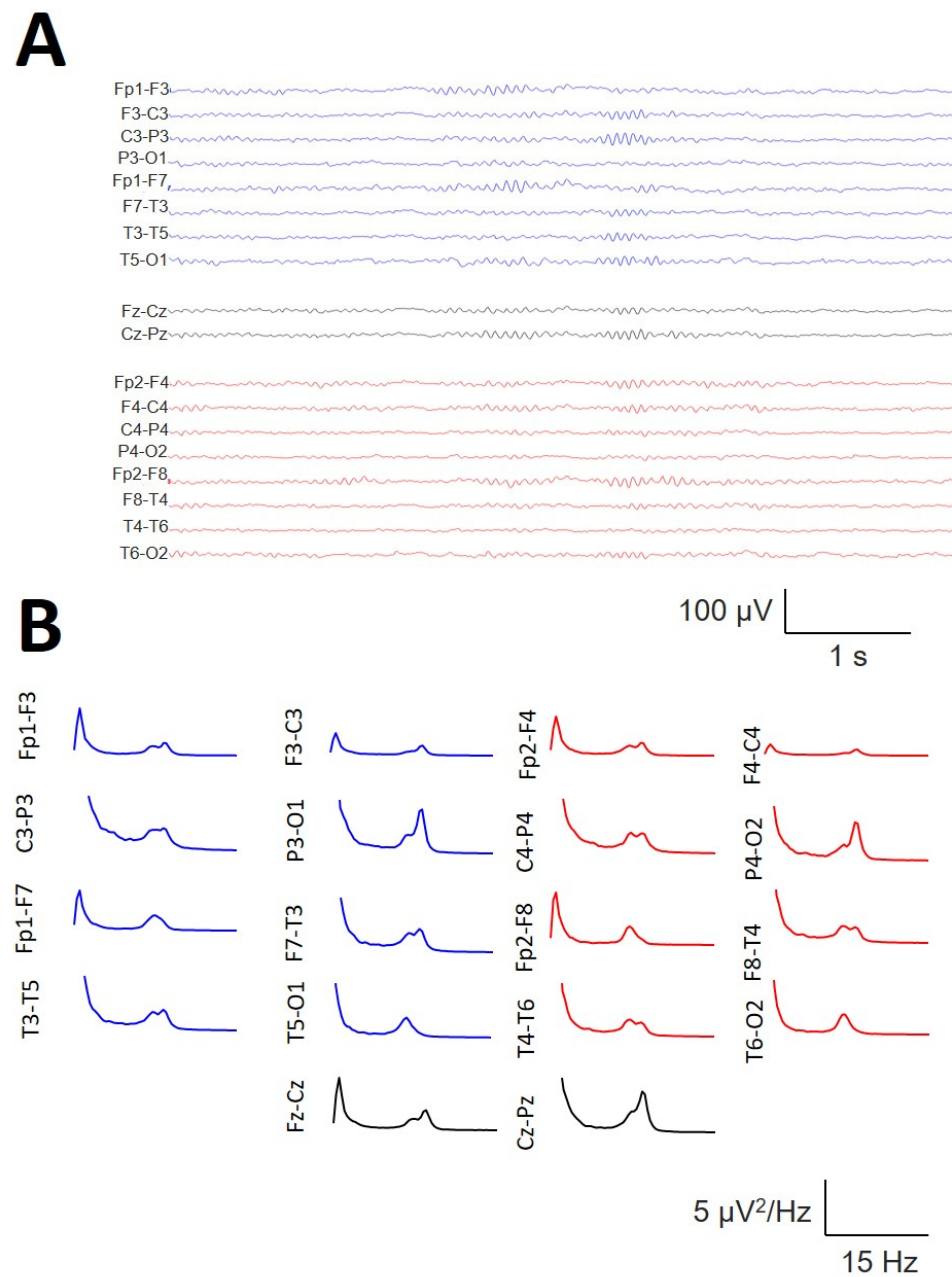 A
Fp1-F3
F3-C3
C3-P3
P3-O1
Fp1-F7
F7-T3
T3-T5
T5-O1
Fz-Cz
Cz-Pz
Fp2-F4
F4-C4
C4-P4
P4-O2
Fp2-F8
F8-T4
T4-T6
T6-O2
100 µV
1 s
B
Fp1-F3
F3-C3
Fp2-F4
F4-C4
C3-P3
P3-O1
C4-P4
P4-O2
Fp1-F7
F7-T3
Fp2-F8
F8-T4
T3-T5
T5-O1
T4-T6
T6-O2
Fz-Cz
Cz-Pz
5 µV²/Hz
15 Hz